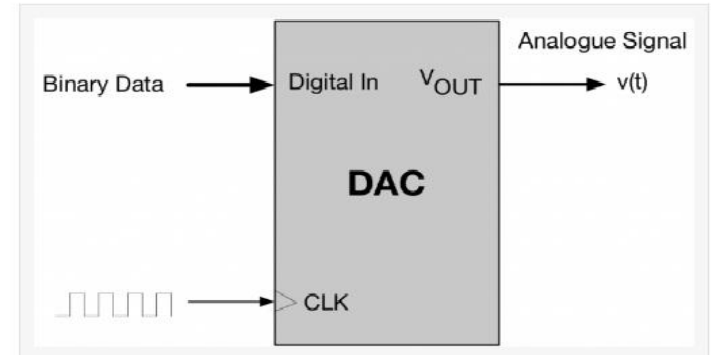 Analogue Signal
Binary Data Digital In VOUT v(t)
DAC
CLK